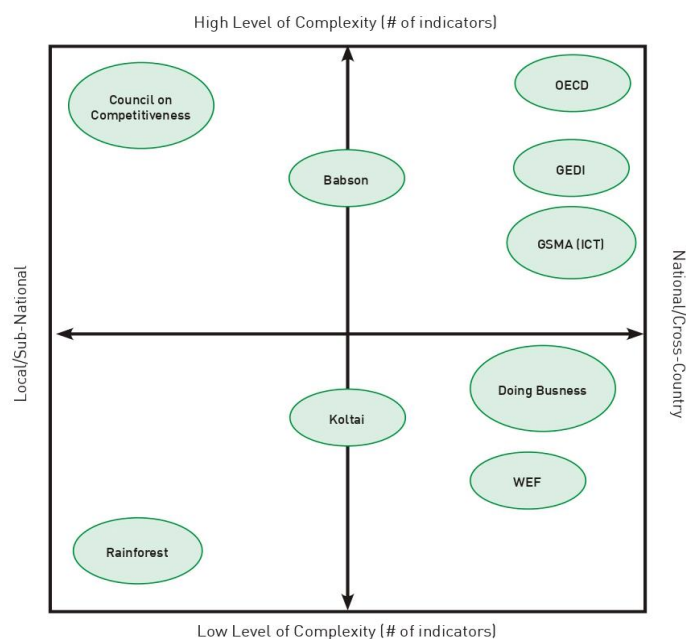 High Level of Complexity (# of indicators)
Council on
Competitiveness
OECD
Babson
GEDI
GSMA (ICT)
Local/Sub-National
National/Cross-Country
Doing Busness
Koltai
WEF
Rainforest
Low Level of Complexity (# of indicators)